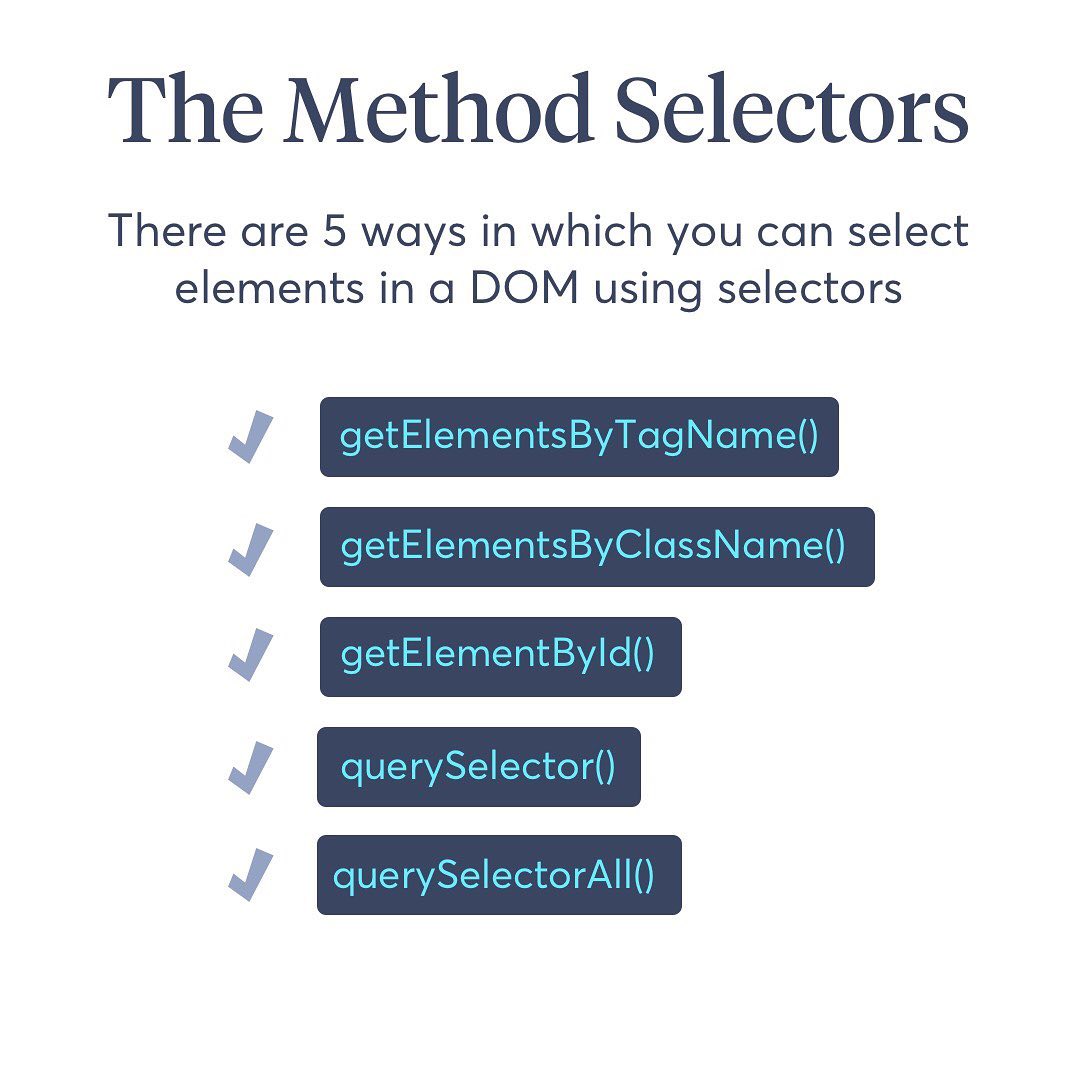 The Method Selectors
There are 5 ways in which you can select
elements in a DOM using selectors
getElementsByTagName()
getElementsByClassName()
getElementById()
querySelector()
querySelectorAll()